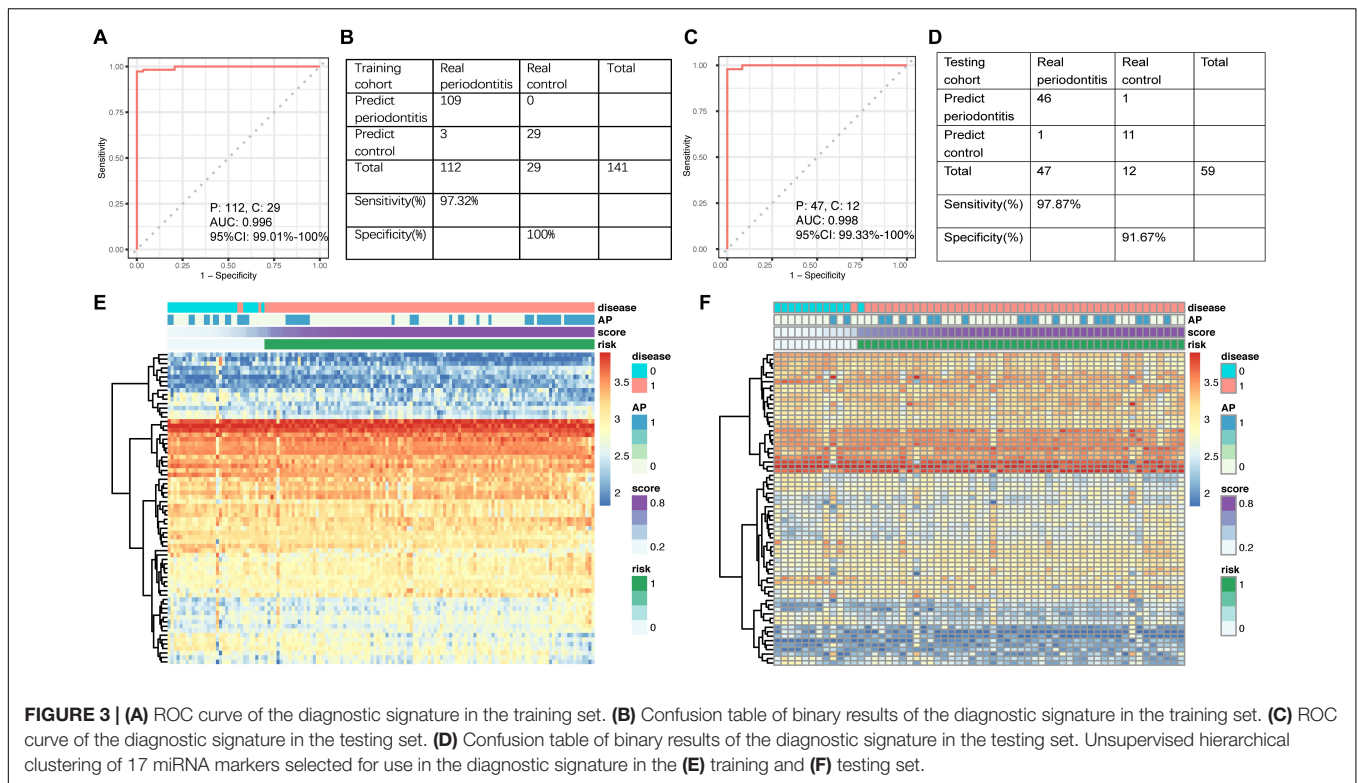 A
B
C
D
1.00
0.75
0.50
0.25
0.00
Sensitivity
P: 112, C: 29
AUC: 0.996
95%CI: 99.01%-100%
0.00 0.25 0.50 0.75 1.00
1 – Specificity
Training cohort Real periodontitis Real control Total
Predict periodontitis 109 0
Predict control 3 29
Total 112 29 141
Sensitivity(%) 97.32%
Specificity(%) 100%
1.00
0.75
0.50
0.25
0.00
Sensitivity
P: 47, C: 12
AUC: 0.998
95%CI: 99.33%-100%
0.00 0.25 0.50 0.75 1.00
1 – Specificity
Testing cohort Real periodontitis Real control Total
Predict periodontitis 46 1
Predict control 1 11
Total 47 12 59
Sensitivity(%) 97.87%
Specificity(%) 91.67%
E
disease
AP
score
risk
3.5
3
2.5
2
disease
0
1
AP
1
0
score
0.8
0.2
risk
1
0
F
disease
AP
score
risk
3.5
3
2.5
2
disease
0
1
AP
1
0
score
0.8
0.2
risk
1
0
FIGURE 3 | (A) ROC curve of the diagnostic signature in the training set. (B) Confusion table of binary results of the diagnostic signature in the training set. (C) ROC
curve of the diagnostic signature in the testing set. (D) Confusion table of binary results of the diagnostic signature in the testing set. Unsupervised hierarchical
clustering of 17 miRNA markers selected for use in the diagnostic signature in the (E) training and (F) testing set.